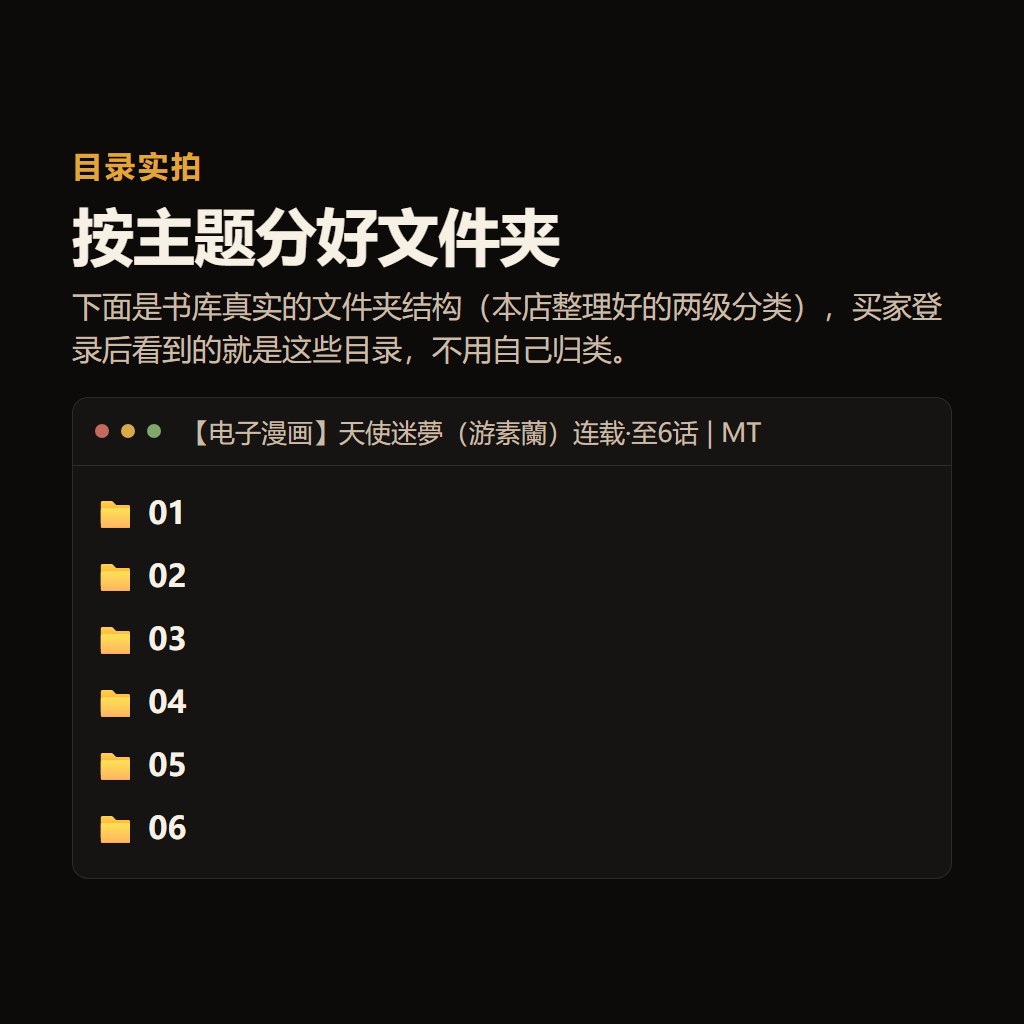 目录实拍
按主题分好文件夹
下面是书库真实的文件夹结构（本店整理好的两级分类），买家登
录后看到的就是这些目录，不用自己归类。
【电子漫画】天使迷夢（游素蘭）连载·至6话 | MT
01
02
03
04
05
06